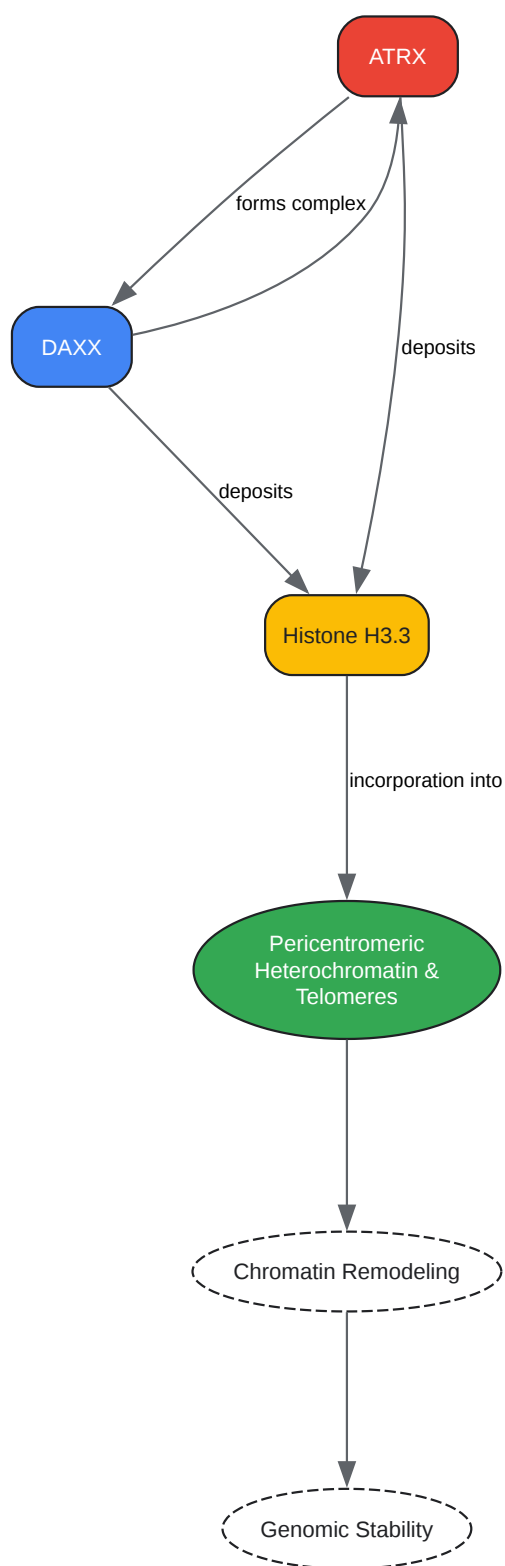 ATRX
forms complex
DAXX
deposits
deposits
Histone H3.3
incorporation into
Pericentromeric
Heterochromatin &
Telomeres
Chromatin Remodeling
Genomic Stability